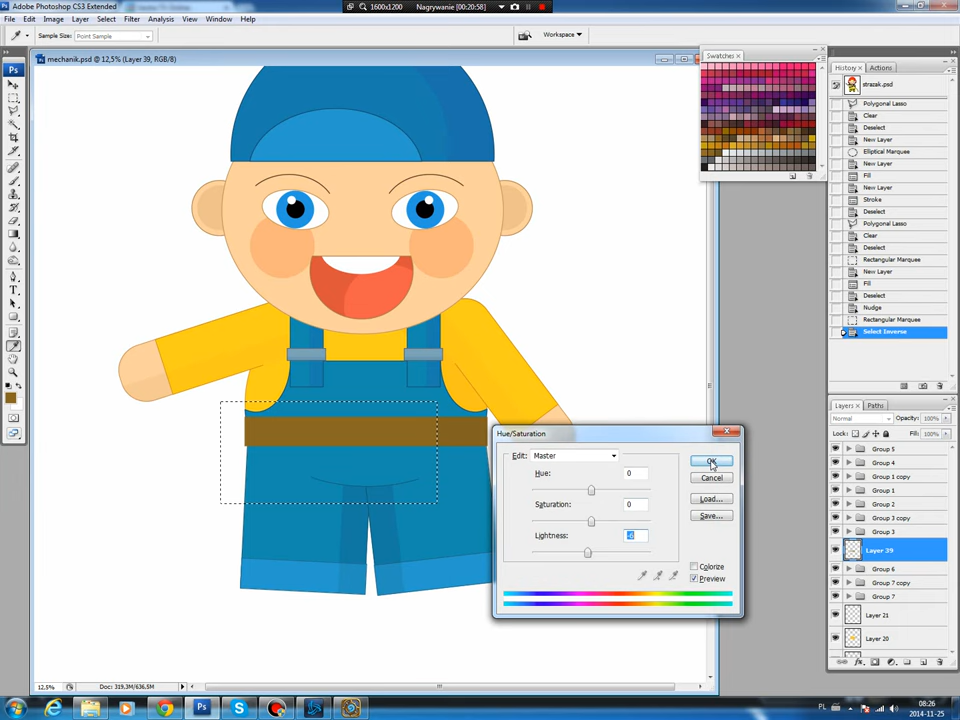 Adobe Photoshop CS3 Extended
1600x1200
Nagrywanie [00:20:58]
File Edit Image Layer Select Filter Analysis View Window Help
Sample Size: Point Sample
Workspace
mechanik.psd @ 12,5% (Layer 39, RGB/8)
Swatches
History Actions
strazak.psd
Polygonal Lasso
Clear
Deselect
New Layer
Elliptical Marquee
New Layer
Fill
New Layer
Stroke
Deselect
Polygonal Lasso
Clear
Deselect
Rectangular Marquee
New Layer
Fill
Deselect
Nudge
Rectangular Marquee
Select Inverse
Layers Paths
Normal Opacity: 100%
Lock: Fill: 100%
Group 5
Group 4
Group 1 copy
Group 1
Group 2
Group 3 copy
Group 3
Layer 39
Group 6
Group 7 copy
Group 7
Layer 21
Layer 20
Hue/Saturation
Edit: Master
OK
Hue: 0
Cancel
Saturation: 0
Load...
Save...
Lightness: -6
Colorize
Preview
12,5% Doc: 319,3M/636,5M
PL
08:26
2014-11-25